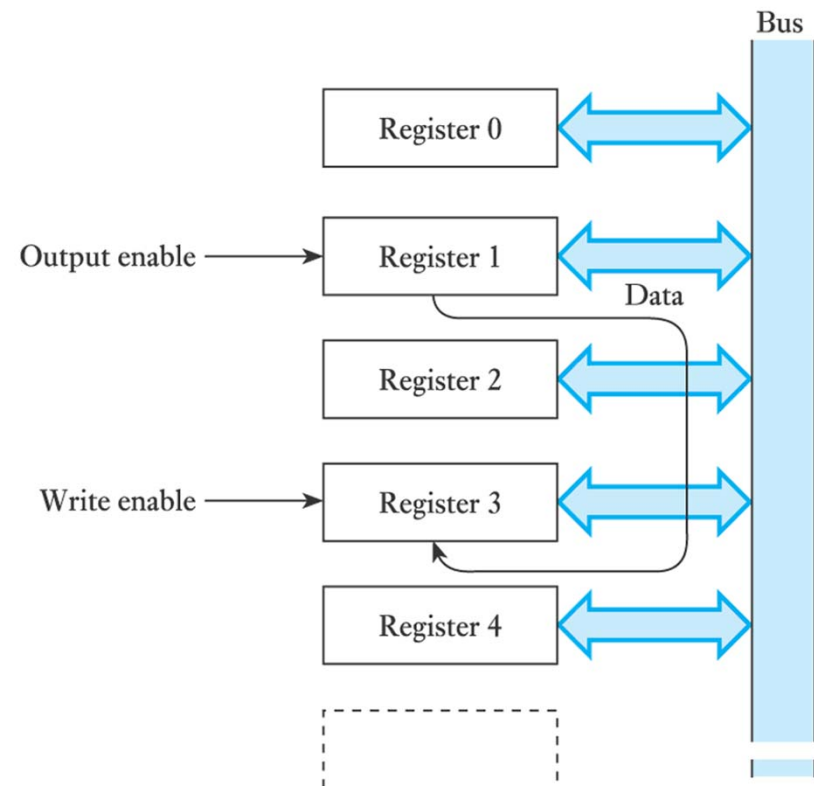 Bus
Register 0
Output enable
Register 1
Data
Register 2
Write enable
Register 3
Register 4